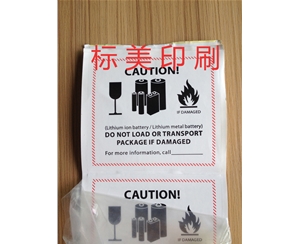 标美印刷
CAUTION!
IF DAMAGED
(Lithium ion battery / Lithium metal battery)
DO NOT LOAD OR TRANSPORT
PACKAGE IF DAMAGED
For more information, call
CAUTION!
IF DAMAGED